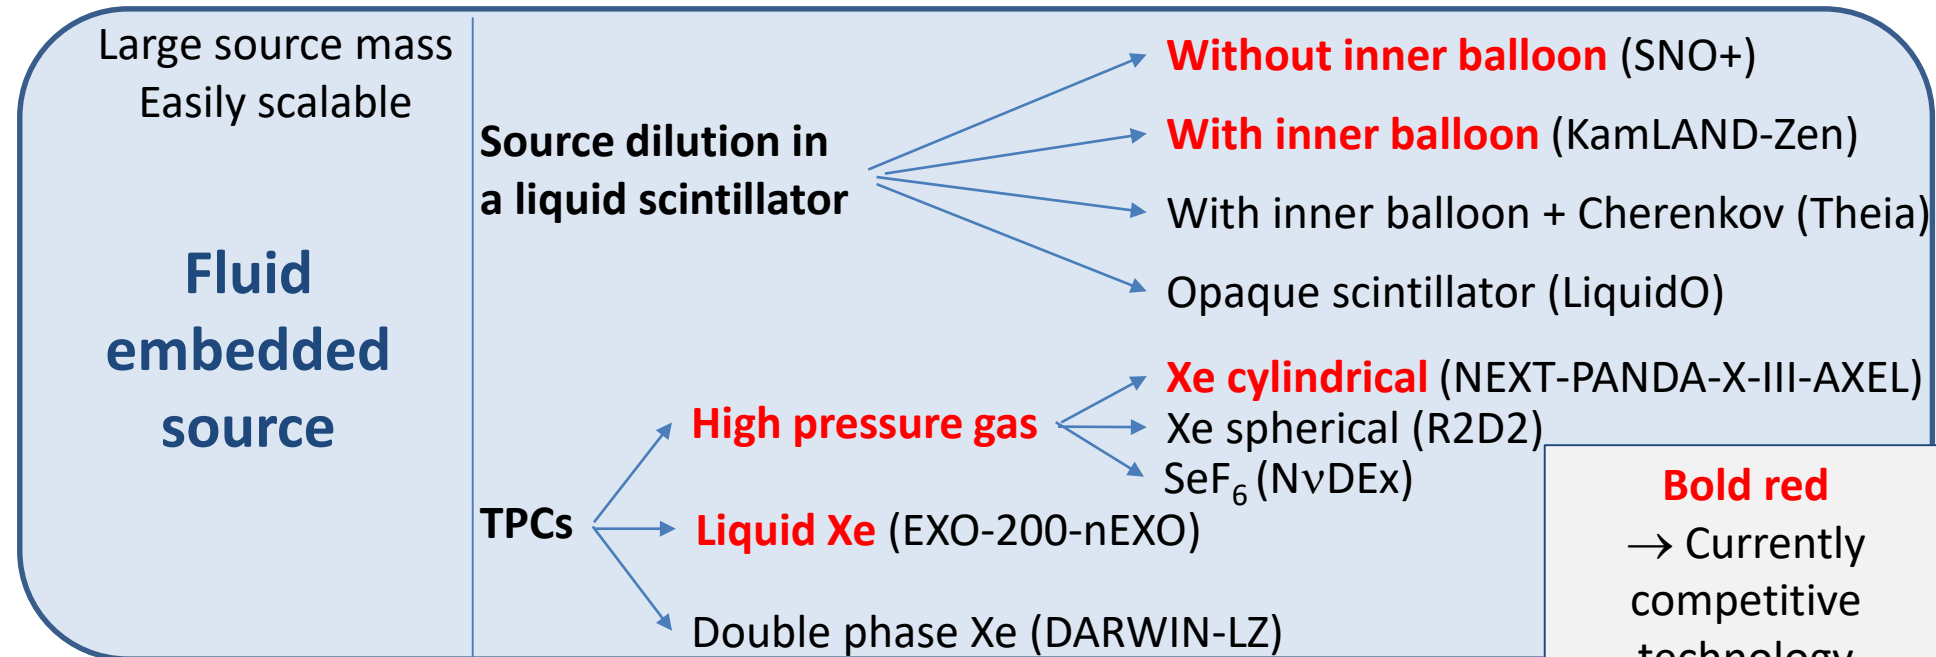 Large source mass
Easily scalable
Fluid
embedded
source
Source dilution in
a liquid scintillator
Without inner balloon (SNO+)
With inner balloon (KamLAND-Zen)
With inner balloon + Cherenkov (Theia)
Opaque scintillator (LiquidO)
TPCs
High pressure gas
Xe cylindrical (NEXT-PANDA-X-III-AXEL)
Xe spherical (R2D2)
SeF₆ (NνDEx)
Liquid Xe (EXO-200-nEXO)
Double phase Xe (DARWIN-LZ)
Bold red
→ Currently
competitive
technology